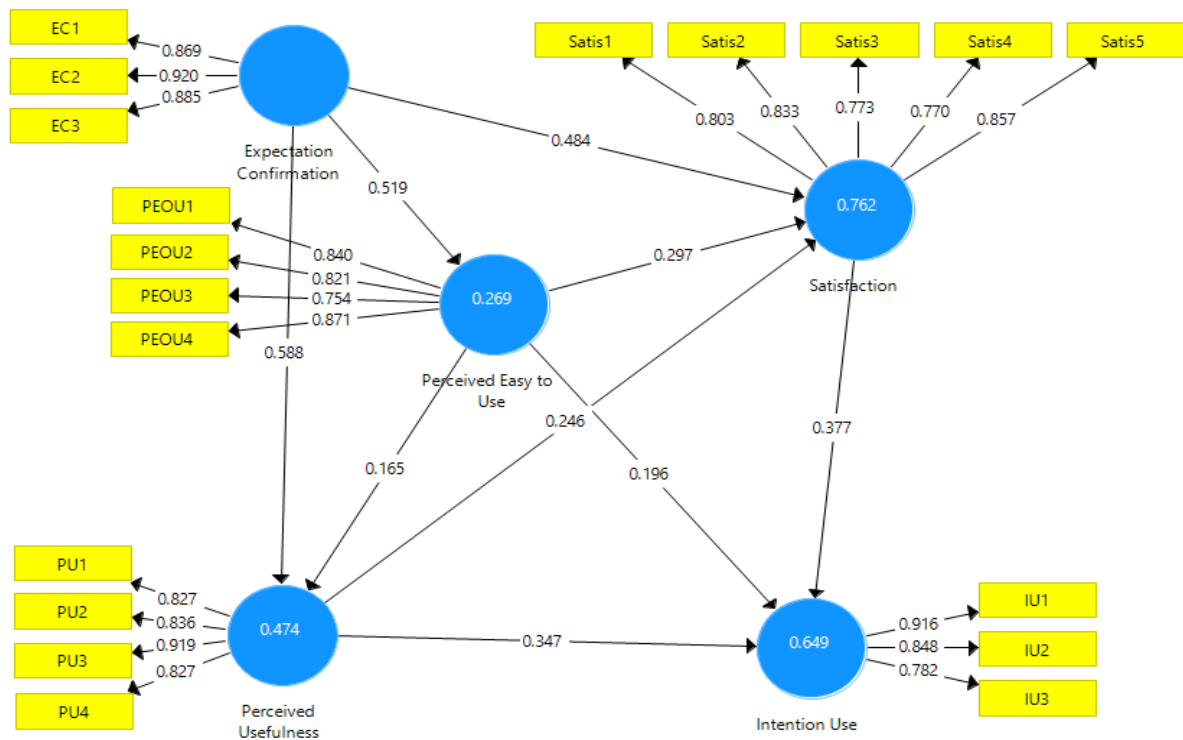 EC1
EC2
EC3
0.869
0.920
0.885
Expectation
Confirmation
Satis1
Satis2
Satis3
Satis4
Satis5
0.803
0.833
0.773
0.770
0.857
0.484
0.519
0.762
Satisfaction
PEOU1
PEOU2
PEOU3
PEOU4
0.840
0.821
0.754
0.871
0.269
Perceived Easy to
Use
0.297
0.588
0.246
0.165
0.196
0.377
PU1
PU2
PU3
PU4
0.827
0.836
0.919
0.827
0.474
Perceived
Usefulness
0.347
0.649
Intention Use
0.916
0.848
0.782
IU1
IU2
IU3